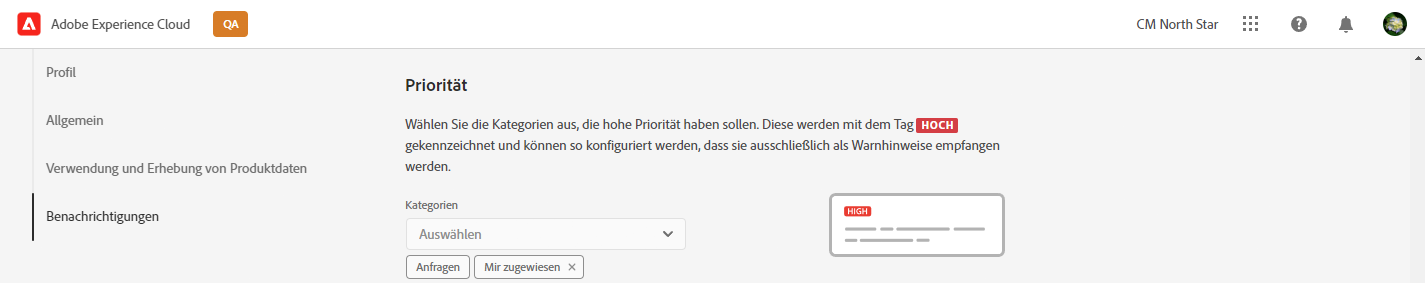 Adobe Experience Cloud
QA
CM North Star
Profil
Allgemein
Verwendung und Erhebung von Produktdaten
Benachrichtigungen
Priorität
Wählen Sie die Kategorien aus, die hohe Priorität haben sollen. Diese werden mit dem Tag HOCH
gekennzeichnet und können so konfiguriert werden, dass sie ausschließlich als Warnhinweise empfangen
werden.
Kategorien
Auswählen
Anfragen
Mir zugewiesen
HIGH